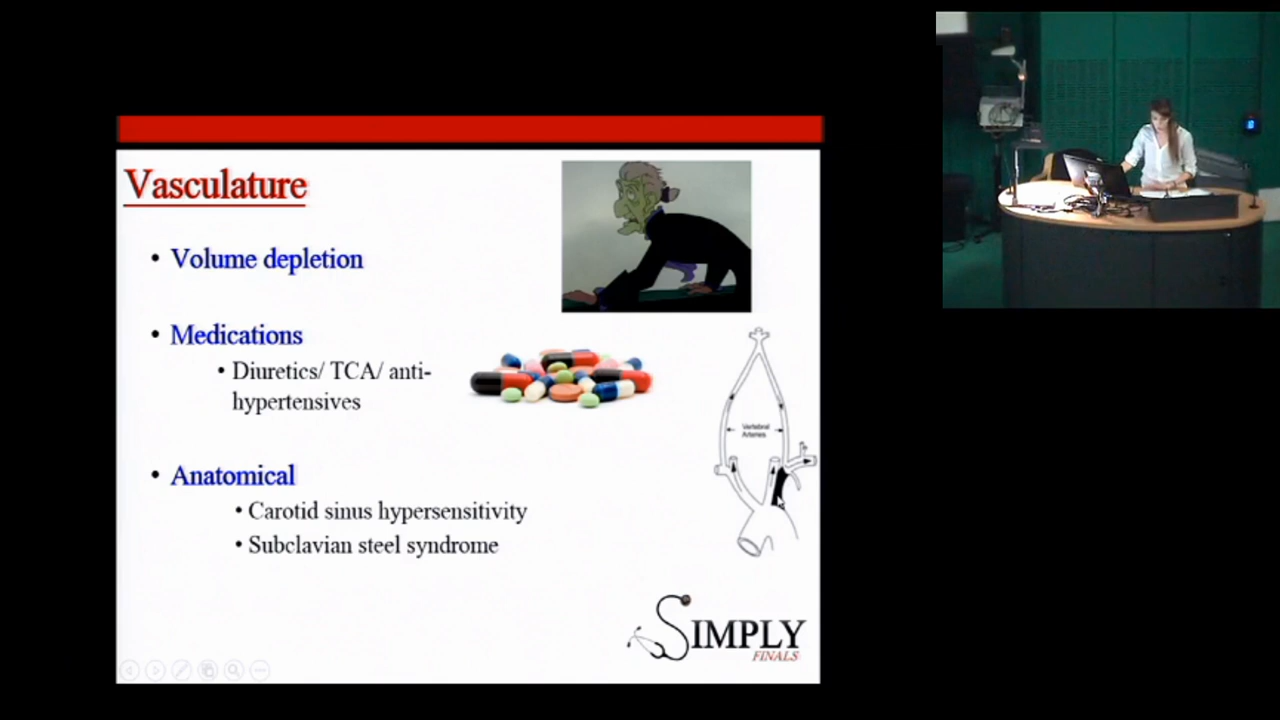 Vasculature
• Volume depletion
• Medications
• Diuretics/ TCA/ anti-
hypertensives
Vertebral
Arteries
• Anatomical
• Carotid sinus hypersensitivity
• Subclavian steel syndrome
SIMPLY
FINALS